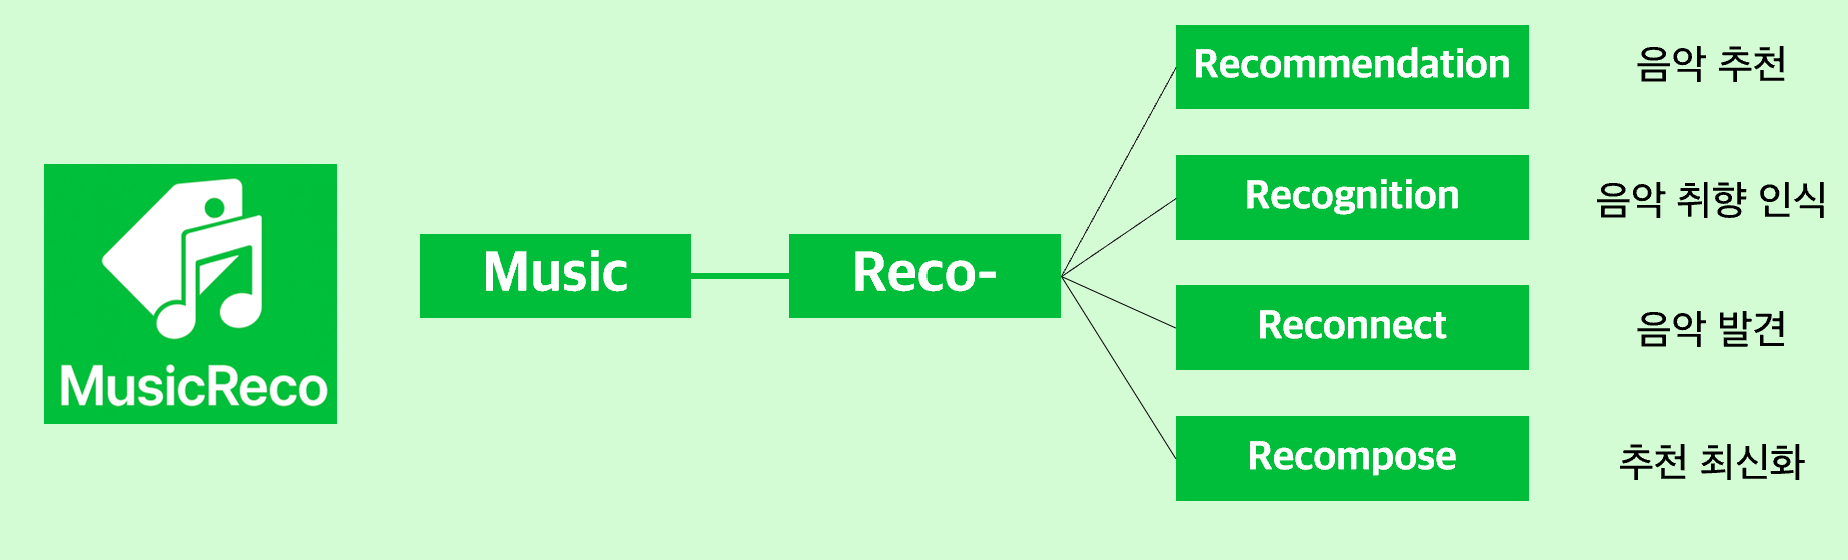 MusicReco
Music
Reco-
Recommendation
음악 추천
Recognition
음악 취향 인식
Reconnect
음악 발견
Recompose
추천 최신화